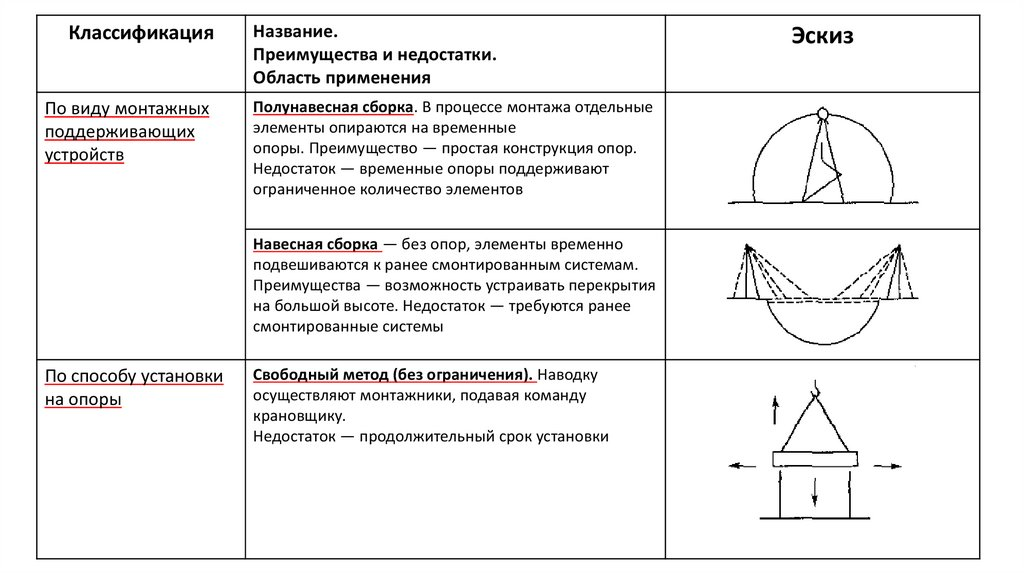 Классификация
Название.
Преимущества и недостатки.
Область применения
Эскиз
По виду монтажных
поддерживающих
устройств
Полунавесная сборка. В процессе монтажа отдельные
элементы опираются на временные
опоры. Преимущество — простая конструкция опор.
Недостаток — временные опоры поддерживают
ограниченное количество элементов
Навесная сборка — без опор, элементы временно
подвешиваются к ранее смонтированным системам.
Преимущества — возможность устраивать перекрытия
на большой высоте. Недостаток — требуются ранее
смонтированные системы
По способу установки
на опоры
Свободный метод (без ограничения). Наводку
осуществляют монтажники, подавая команду
крановщику.
Недостаток — продолжительный срок установки